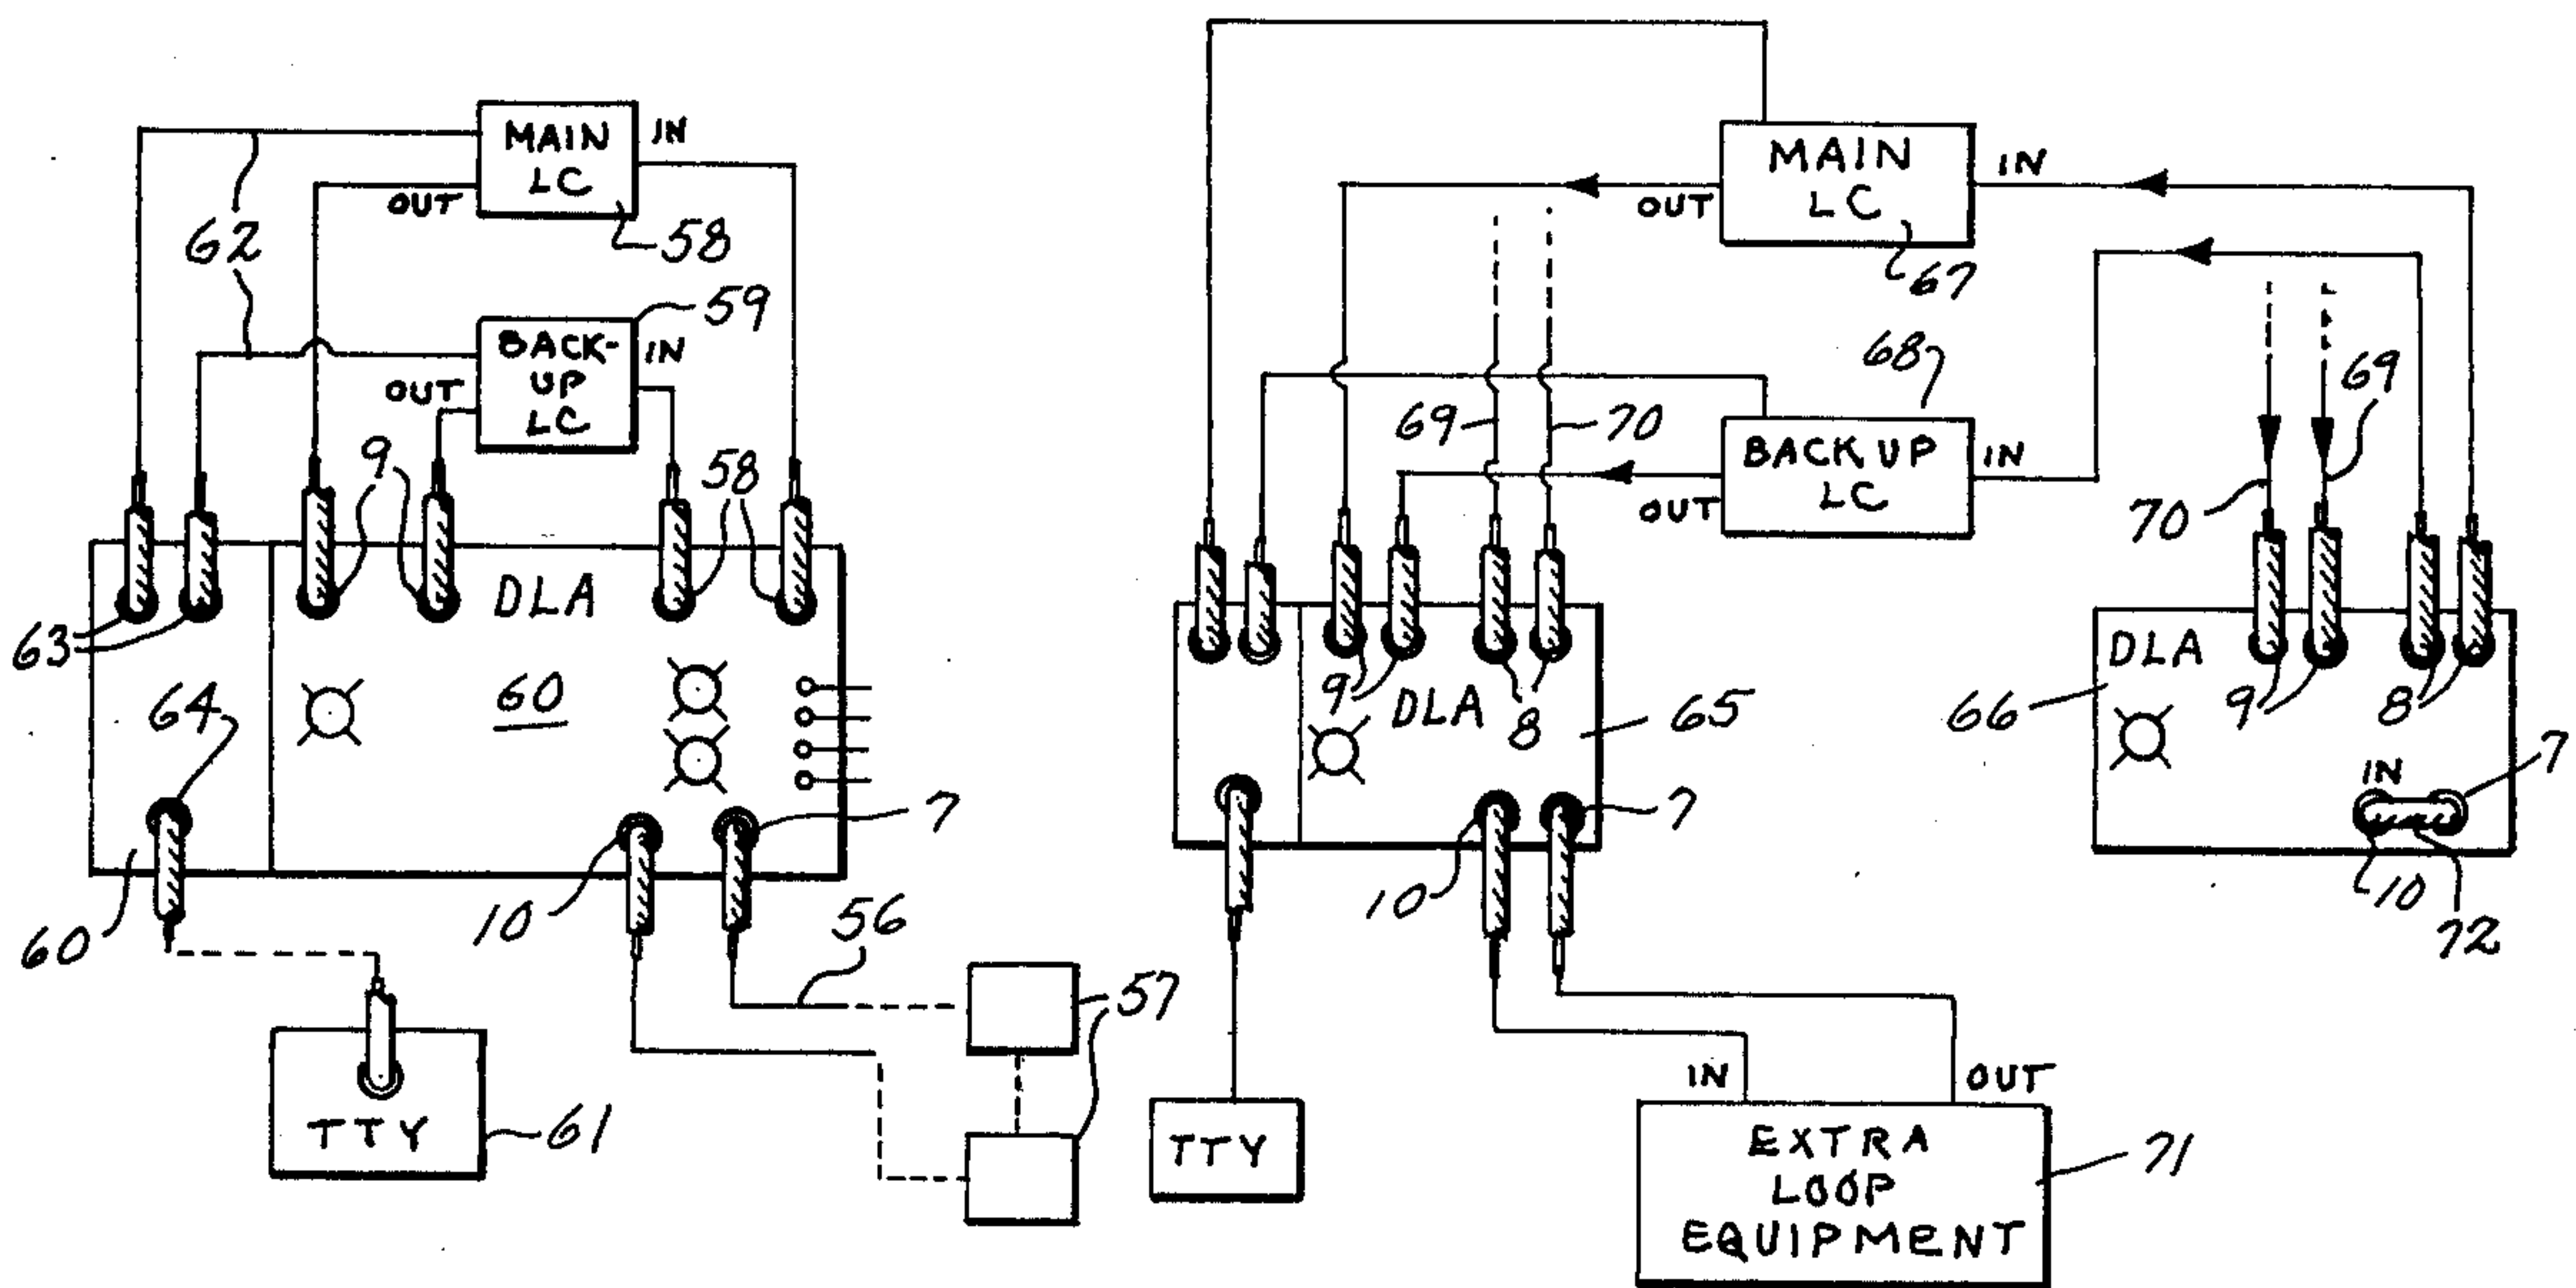 MAIN
LC
IN
OUT
58
62
BACK-
UP
LC
59
IN
OUT
9
58
63
DLA
64
60
60
10
7
56
57
TTY
61
MAIN
LC
IN
OUT
67
68
BACK UP
LC
IN
OUT
69
70
9
DLA
8
65
10
7
TTY
IN
OUT
EXTRA
LOOP
EQUIPMENT
71
70
69
DLA
66
9
8
IN
7
10
72